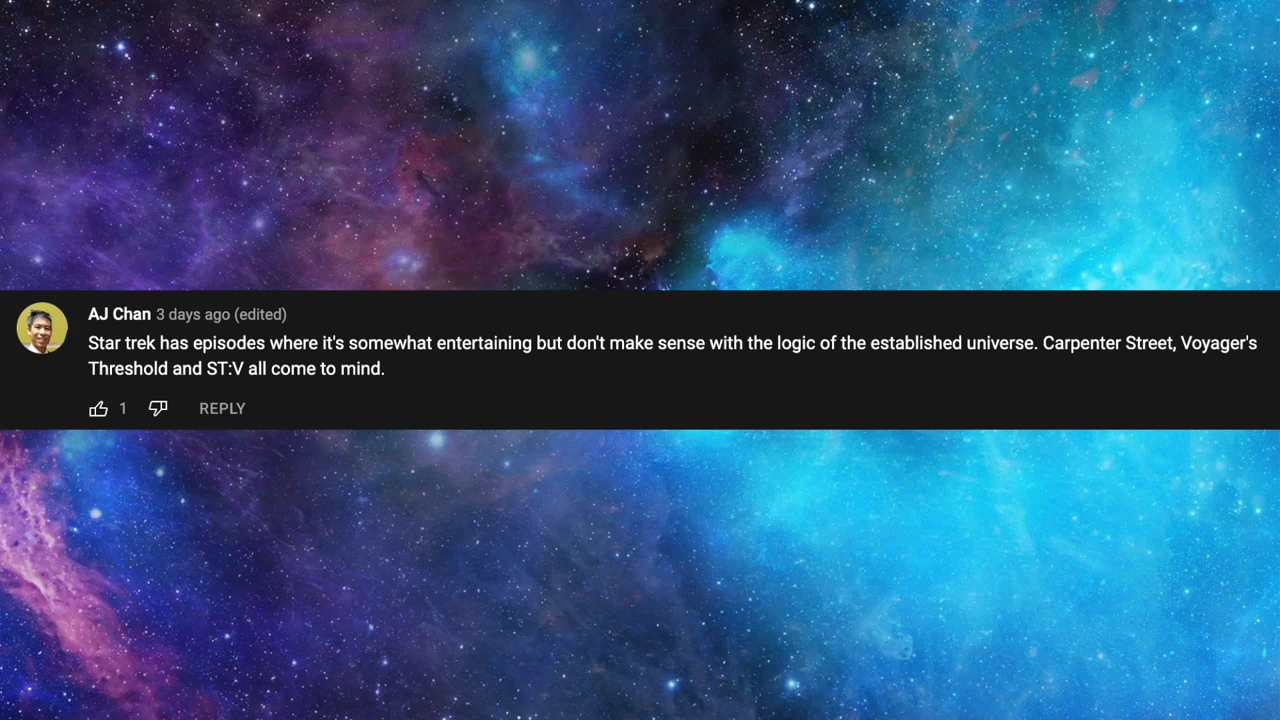 AJ Chan 3 days ago (edited)
Star trek has episodes where it's somewhat entertaining but don't make sense with the logic of the established universe. Carpenter Street, Voyager's
Threshold and ST:V all come to mind.
1 REPLY